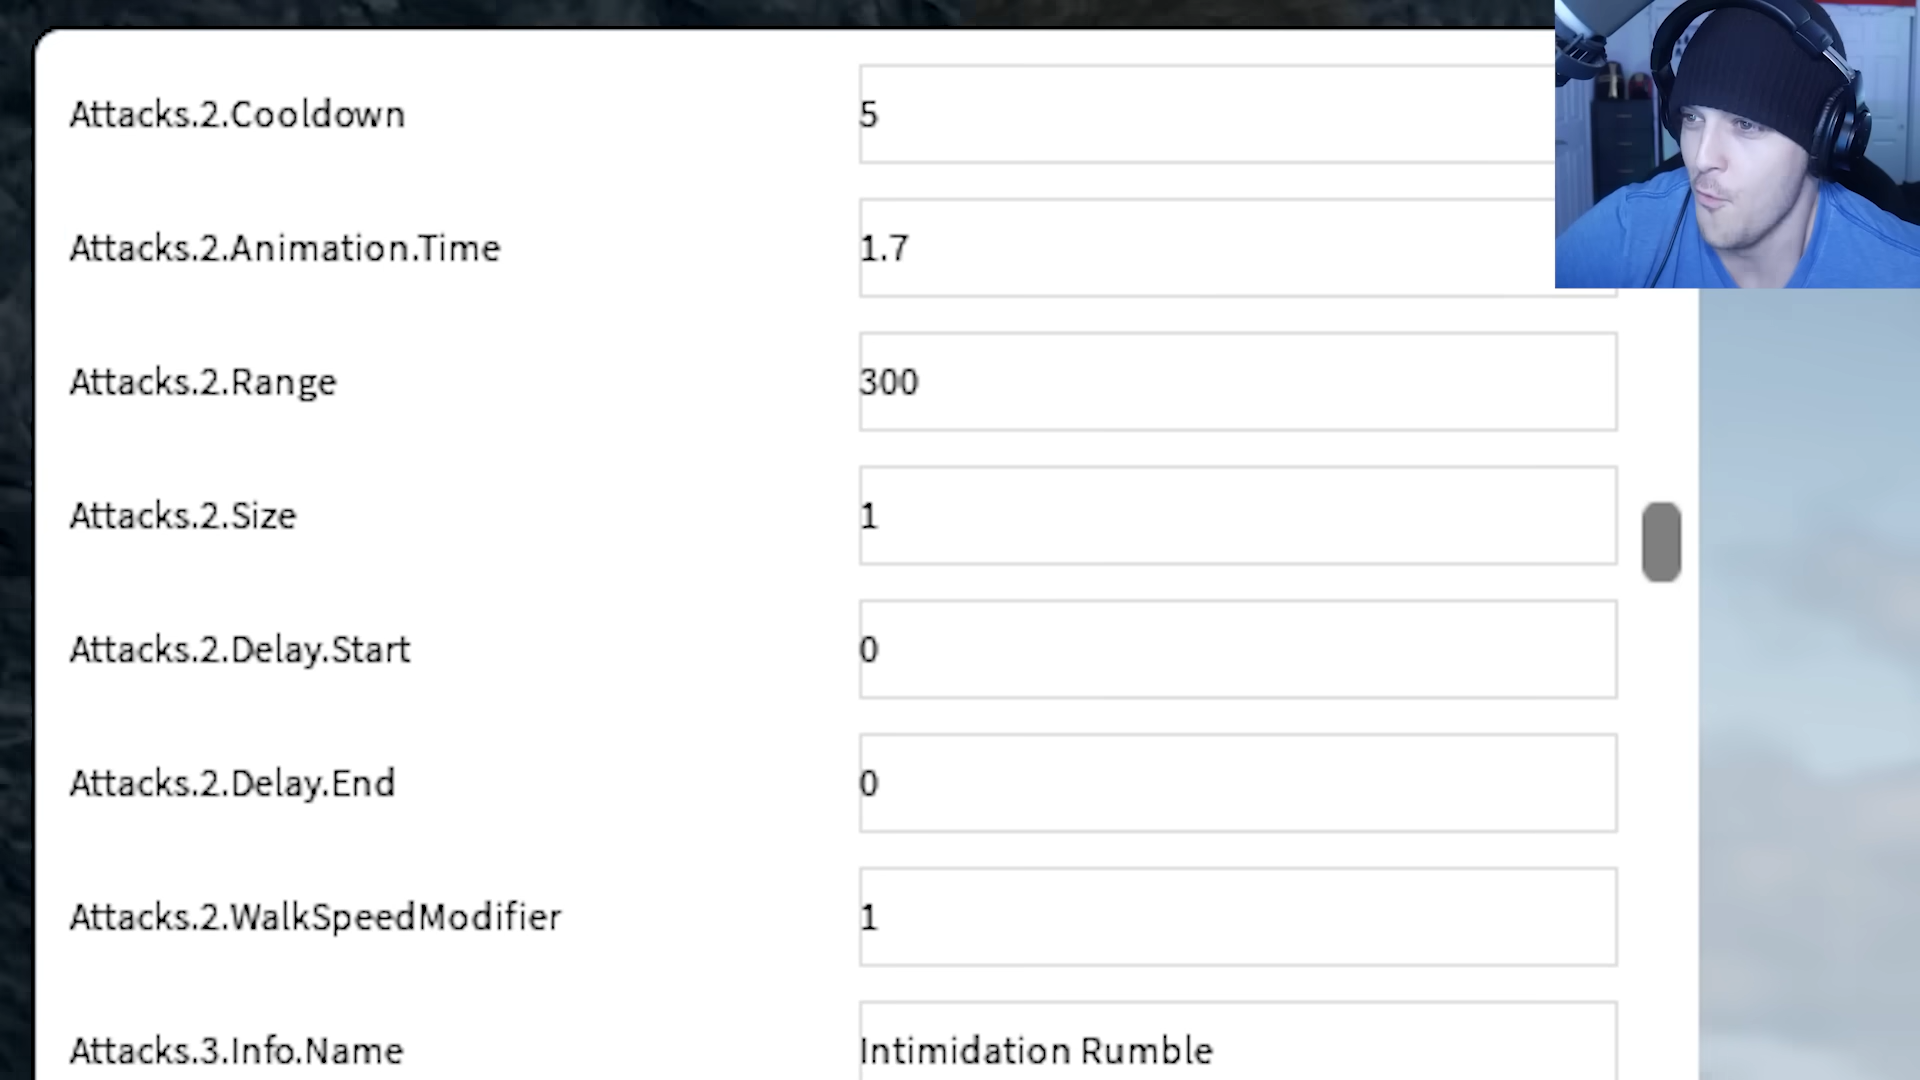 Attacks.2.Cooldown 5
Attacks.2.Animation.Time 1.7
Attacks.2.Range 300
Attacks.2.Size 1
Attacks.2.Delay.Start 0
Attacks.2.Delay.End 0
Attacks.2.WalkSpeedModifier 1
Attacks.3.Info.Name Intimidation Rumble